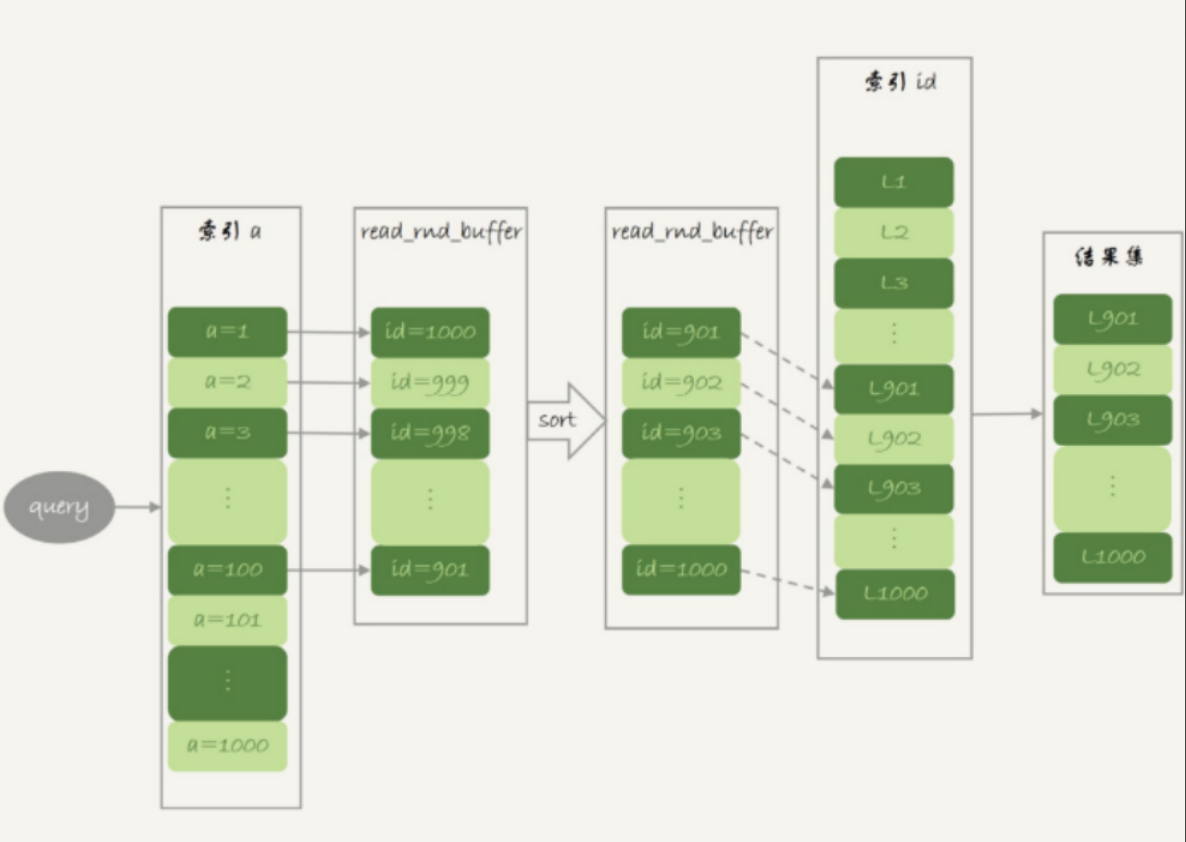 query
索引 a
a=1
a=2
a=3
⋮
a=100
a=101
⋮
a=1000
read_rnd_buffer
id=1000
id=999
id=998
⋮
id=901
sort
read_rnd_buffer
id=901
id=902
id=903
⋮
id=1000
索引 id
L1
L2
L3
⋮
L901
L902
L903
⋮
L1000
结果集
L901
L902
L903
⋮
L1000